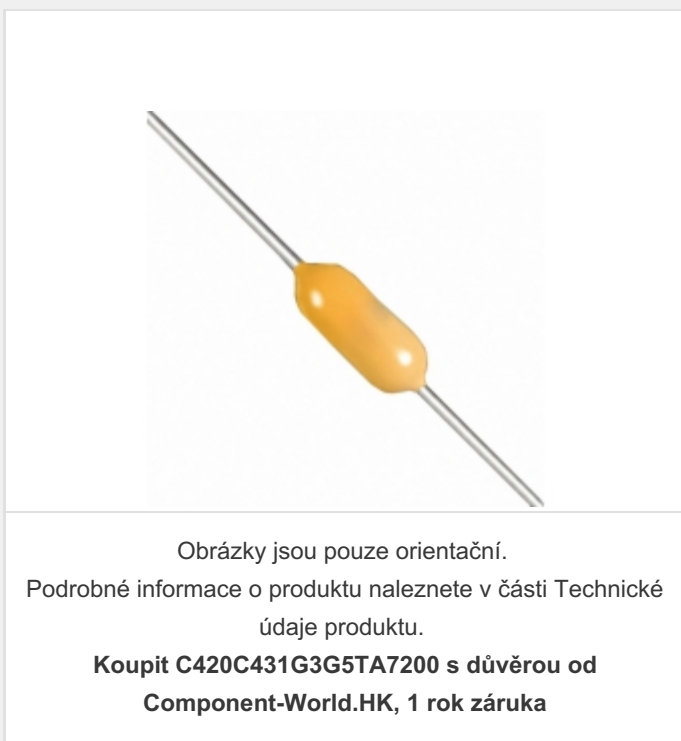 Obrázky jsou pouze orientační.
Podrobné informace o produktu naleznete v části Technické
údaje produktu.
Koupit C420C431G3G5TA7200 s důvěrou od
Component-World.HK, 1 rok záruka